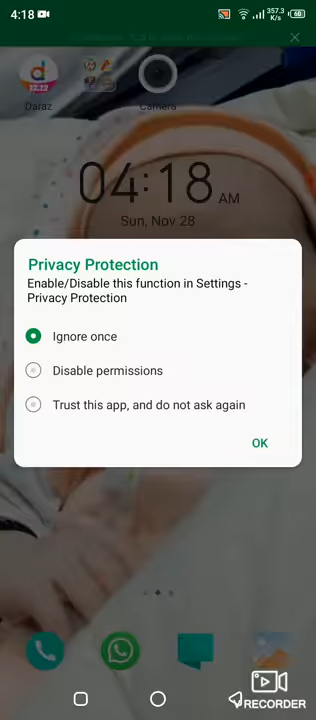 4:18
357.3
K/s
60
Daraz
12.12
Camera
04:18 AM
Sun, Nov 28
Privacy Protection
Enable/Disable this function in Settings -
Privacy Protection
Ignore once
Disable permissions
Trust this app, and do not ask again
OK
RECORDER